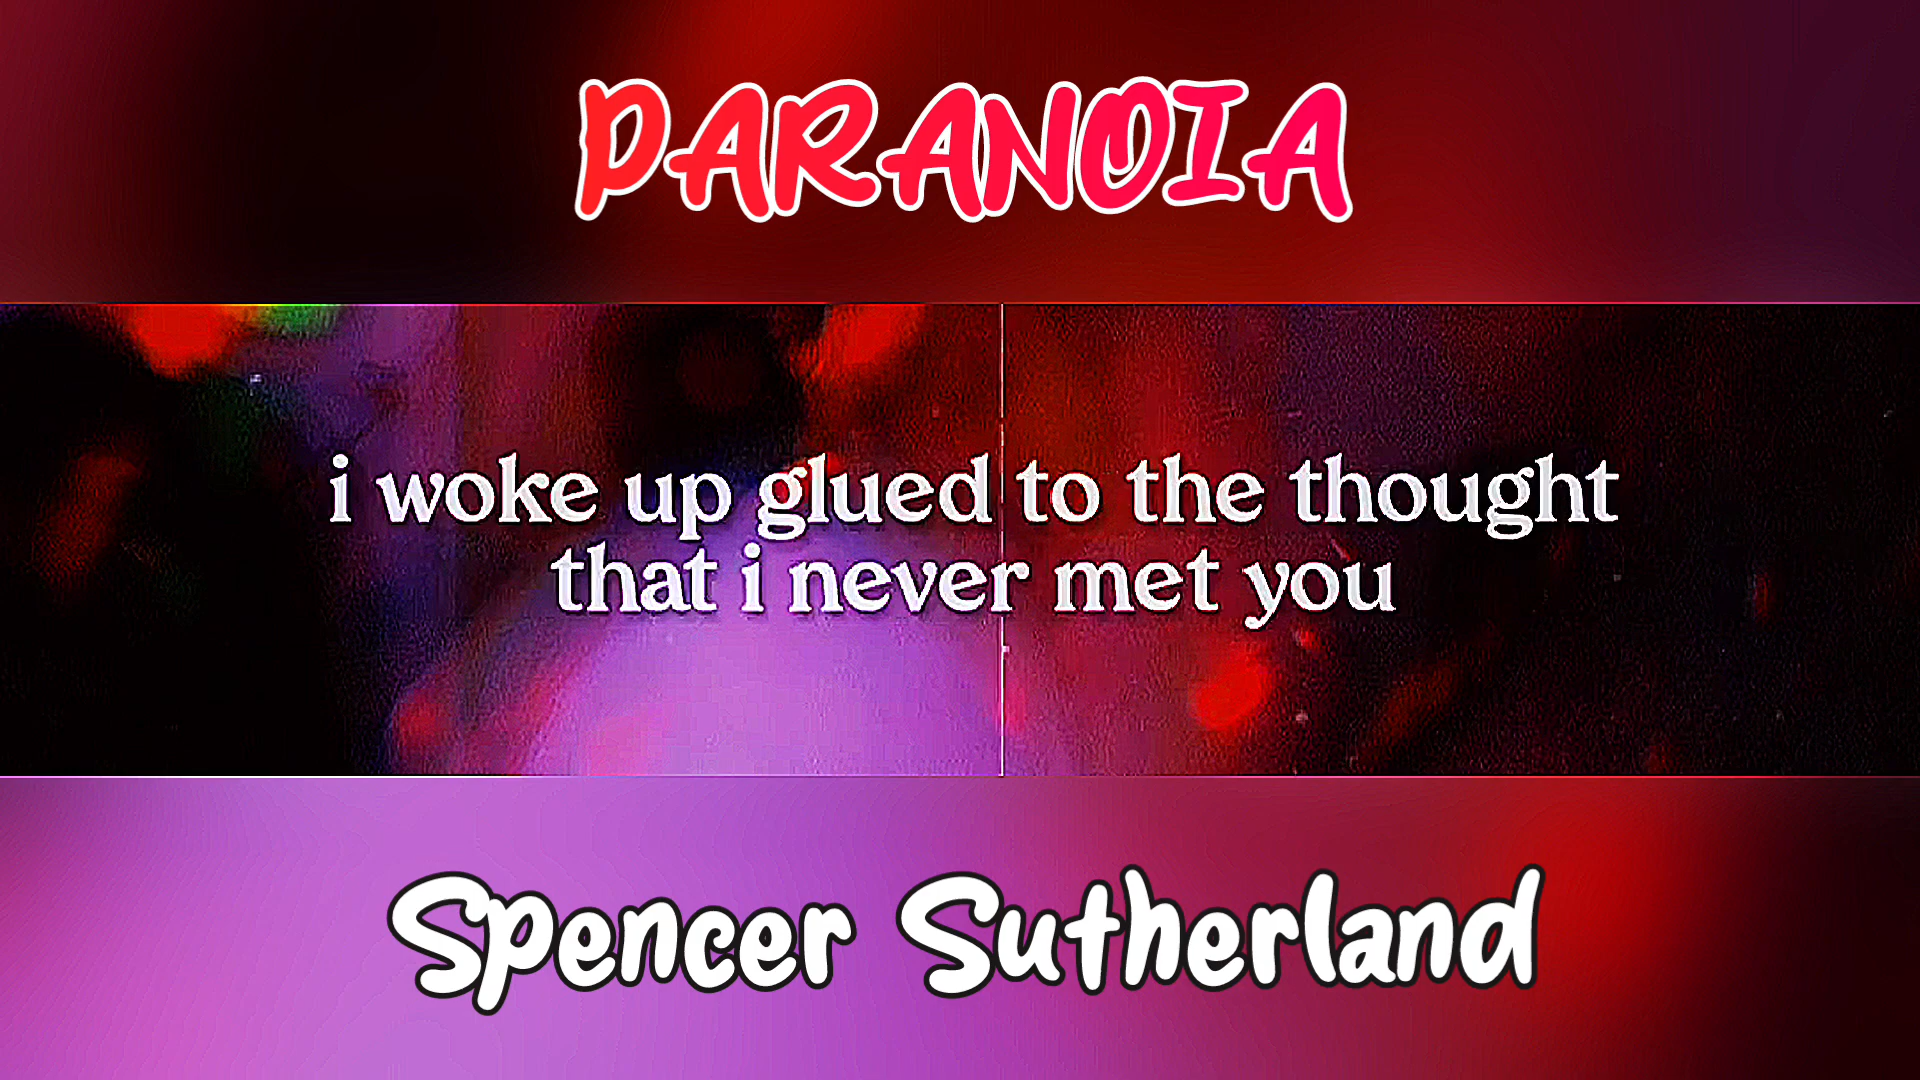 PARANOIA
i woke up glued to the thought
that i never met you
Spencer Sutherland